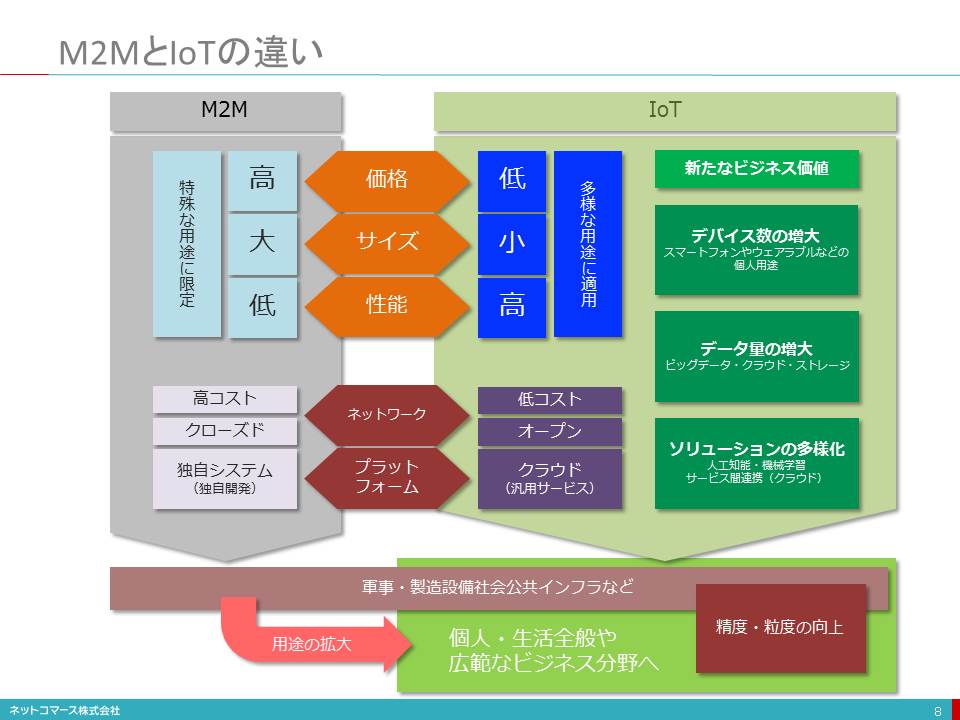 M2MとIoTの違い
M2M
IoT
特殊な用途に限定
高
大
低
価格
サイズ
性能
低
小
高
多様な用途に適用
新たなビジネス価値
デバイス数の増大
スマートフォンやウェアラブルなどの
個人用途
データ量の増大
ビッグデータ・クラウド・ストレージ
ソリューションの多様化
人工知能・機械学習
サービス間連携（クラウド）
高コスト
クローズド
独自システム
（独自開発）
ネットワーク
プラット
フォーム
低コスト
オープン
クラウド
（汎用サービス）
軍事・製造設備社会公共インフラなど
用途の拡大
個人・生活全般や
広範なビジネス分野へ
精度・粒度の向上
ネットコマース株式会社
8